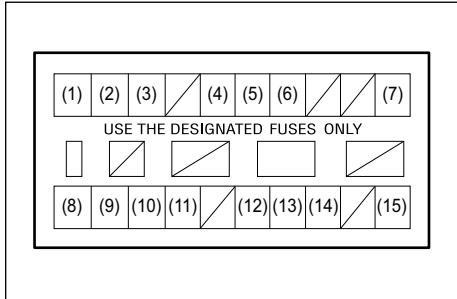 (1) (2) (3) (4) (5) (6) (7)
USE THE DESIGNATED FUSES ONLY
(8) (9) (10) (11) (12) (13) (14) (15)